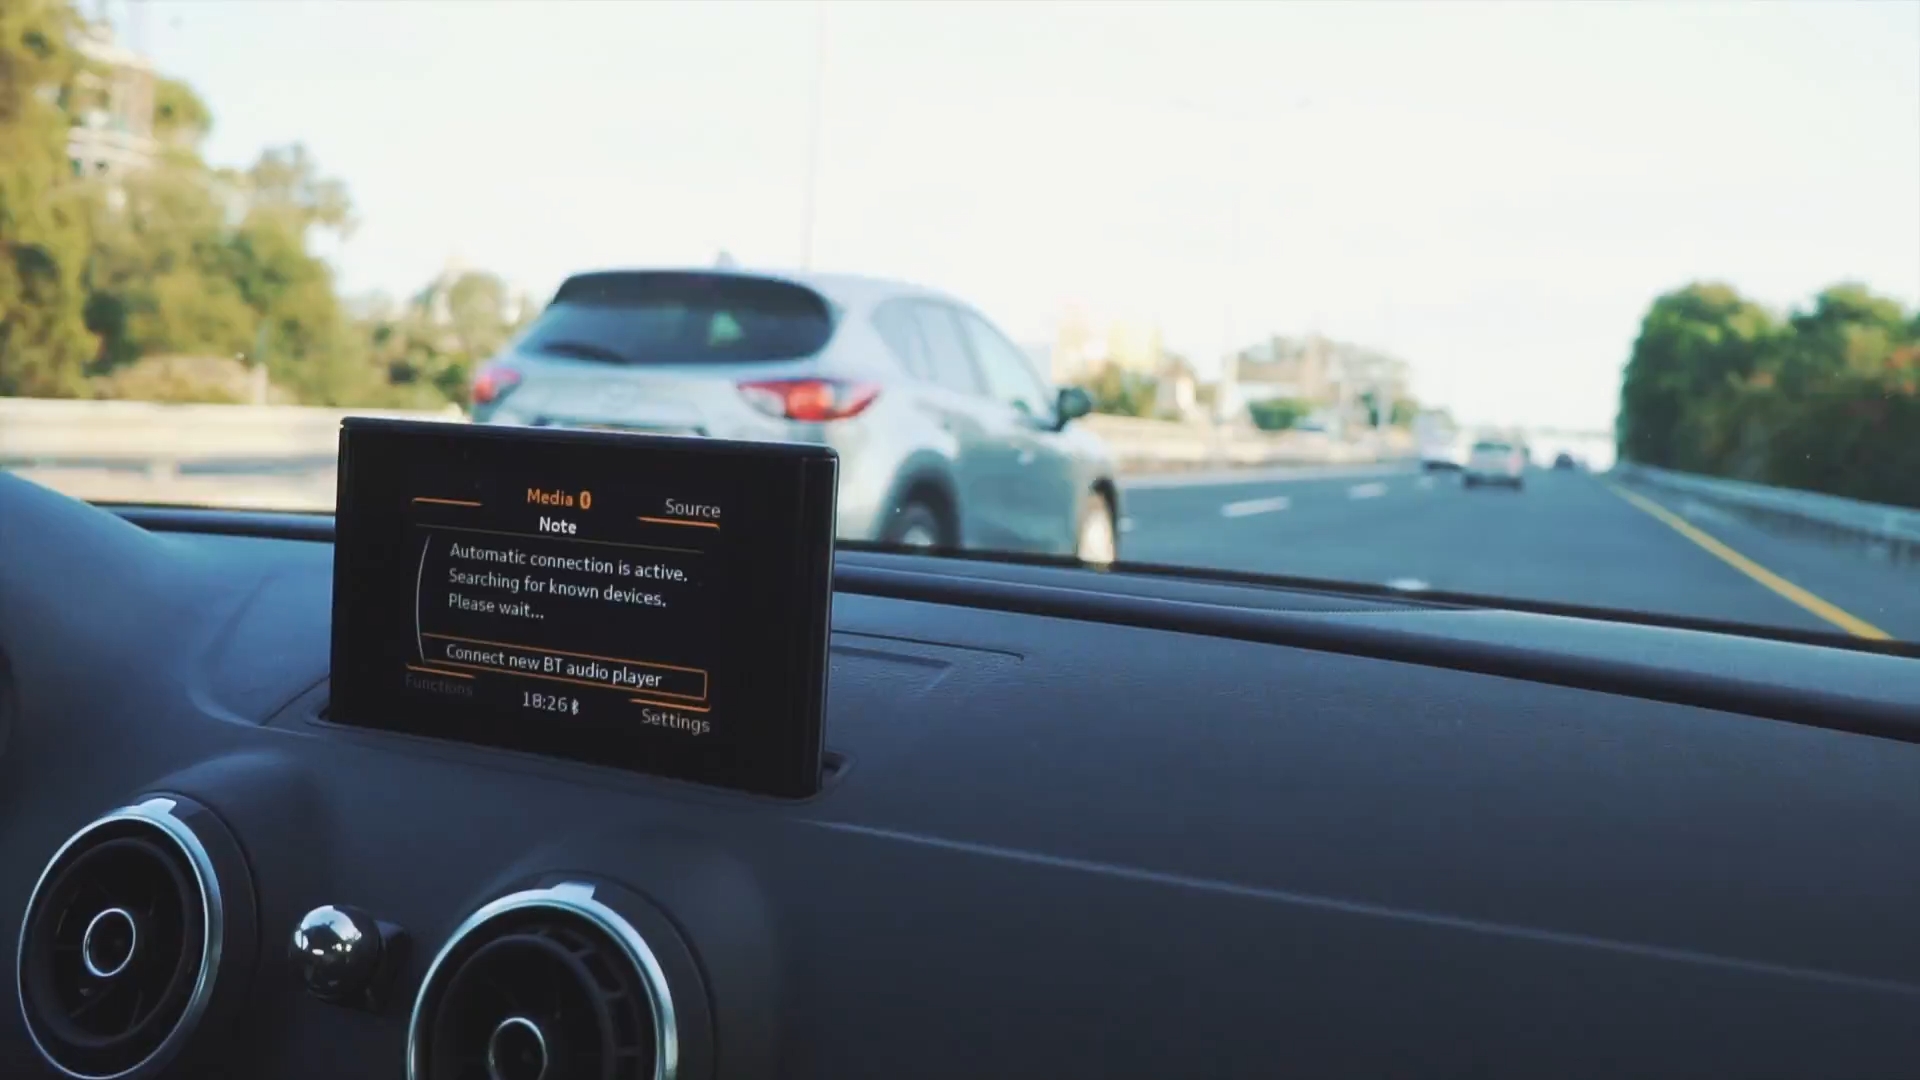 Media
Source
Note
Automatic connection is active.
Searching for known devices.
Please wait...
Connect new BT audio player
Functions
18:26
Settings